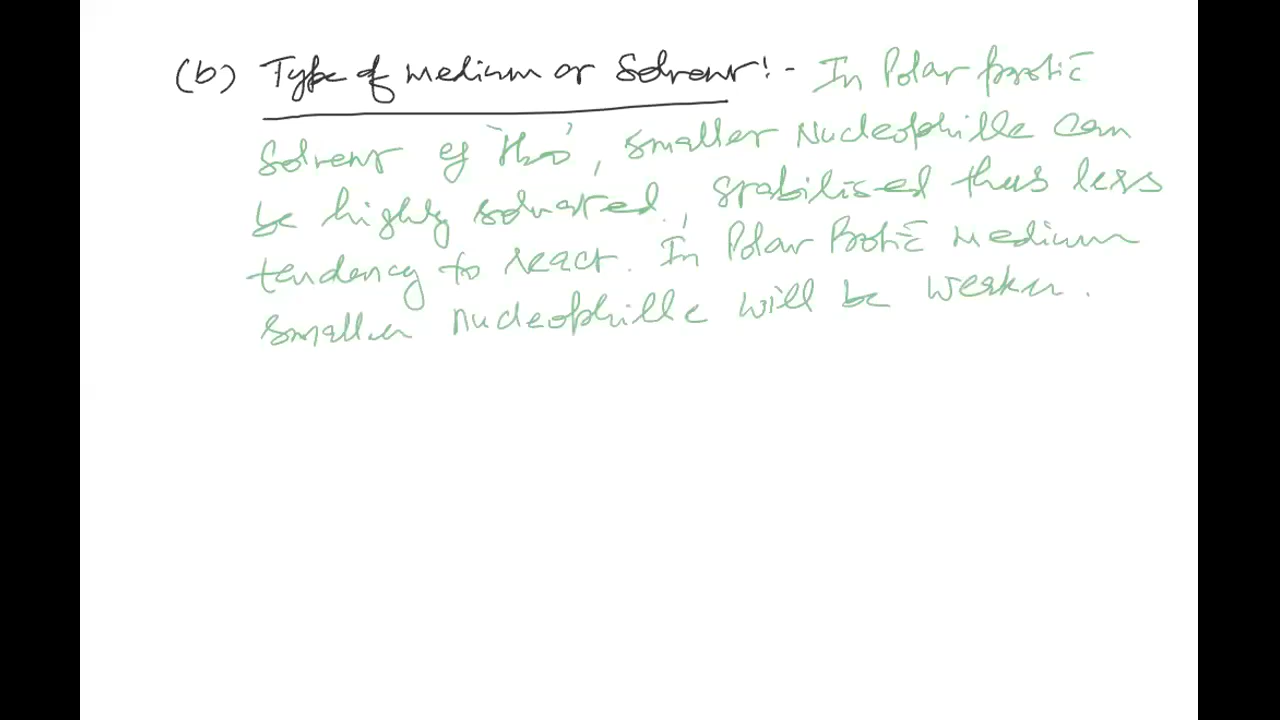 (b) Type of medium or Solvent :- In Polar protic
Solvent eg 'H₂O', smaller Nucleophille can
be highly solvated, stabilised thus less
tendency to react. In Polar Protic medium
smaller nucleophille will be weaker.